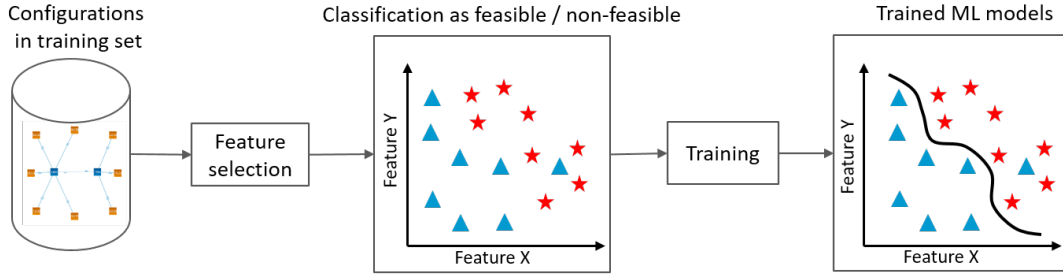 Configurations
in training set
Feature
selection
Classification as feasible / non-feasible
Feature Y
Feature X
Training
Trained ML models
Feature Y
Feature X